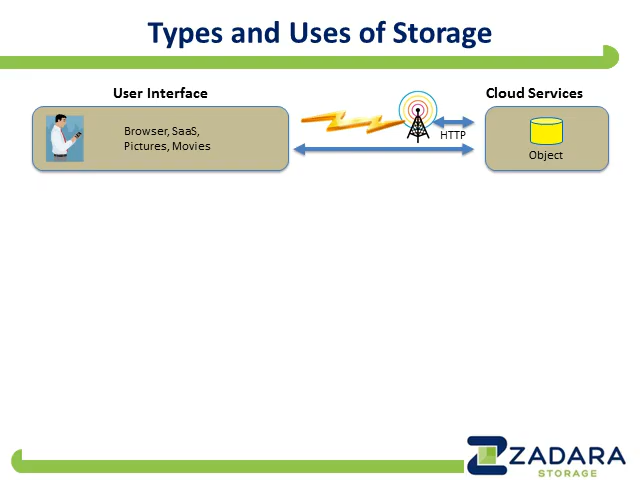 Types and Uses of Storage
User Interface
Cloud Services
Browser, SaaS,
Pictures, Movies
HTTP
Object
ZADARA
STORAGE